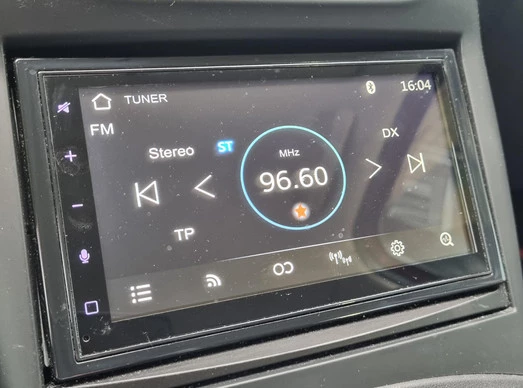 TUNER
16:04
FM
DX
Stereo ST
MHz
96.60
TP